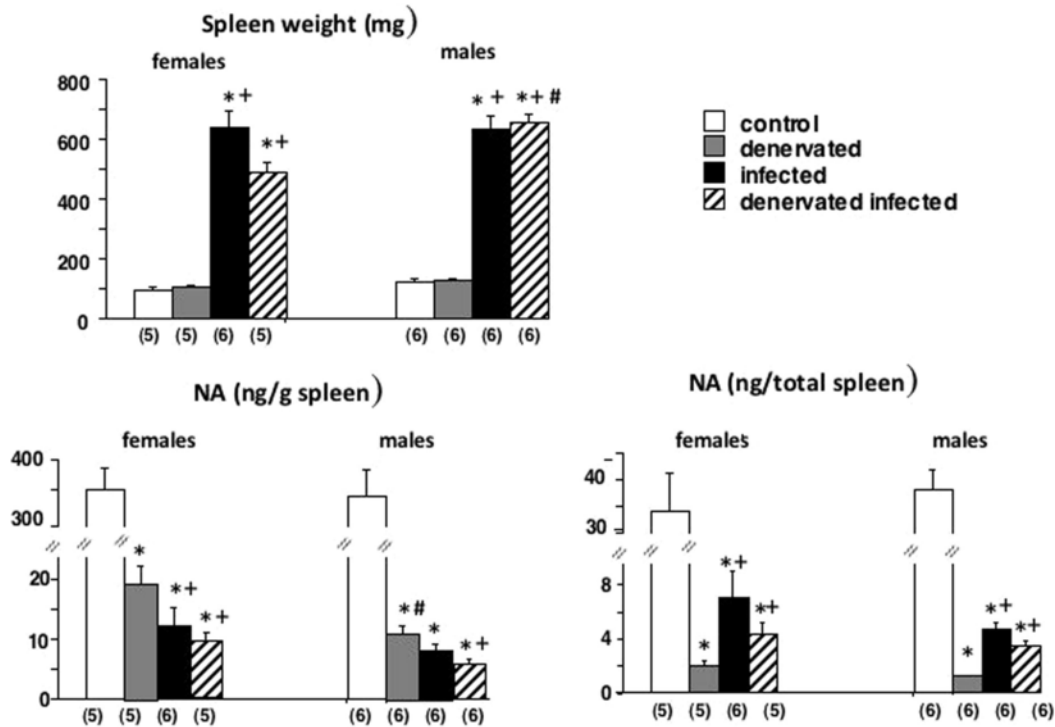 Spleen weight (mg)
females
males
800
600
400
200
0
*+
*+
*+
*+ #
(5) (5) (6) (5)
(6) (6) (6) (6)
control
denervated
infected
denervated infected
NA (ng/g spleen)
females
males
400
300
20
10
0
*
*+
*+
*#
*
*+
(5) (5) (6) (5)
(6) (6) (6) (6)
NA (ng/total spleen)
females
males
40
30
8
4
0
*
*+
*+
*
*+
*+
(5) (5) (6) (5)
(6) (6) (6) (6)